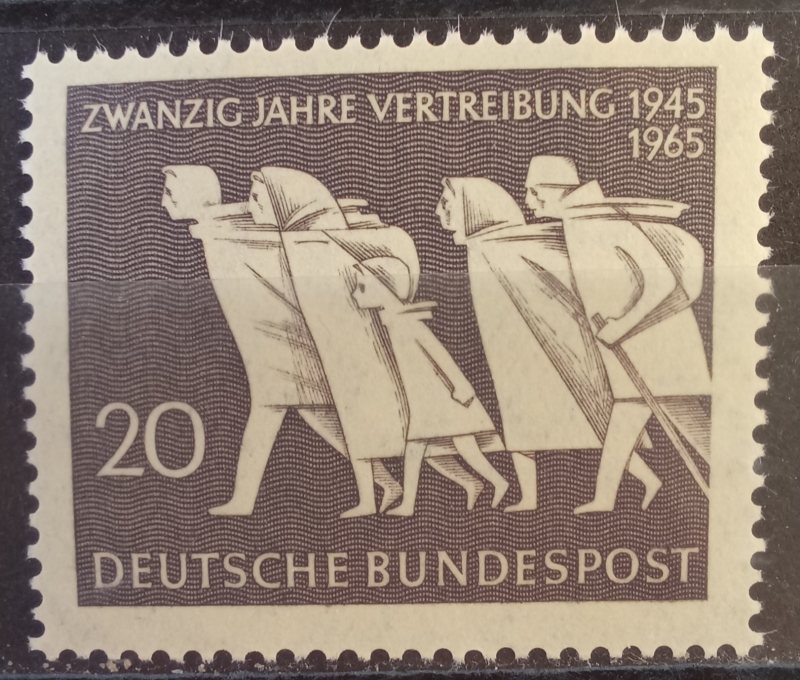 ZWANZIG JAHRE VERTREIBUNG 1945
1965
20
DEUTSCHE BUNDESPOST